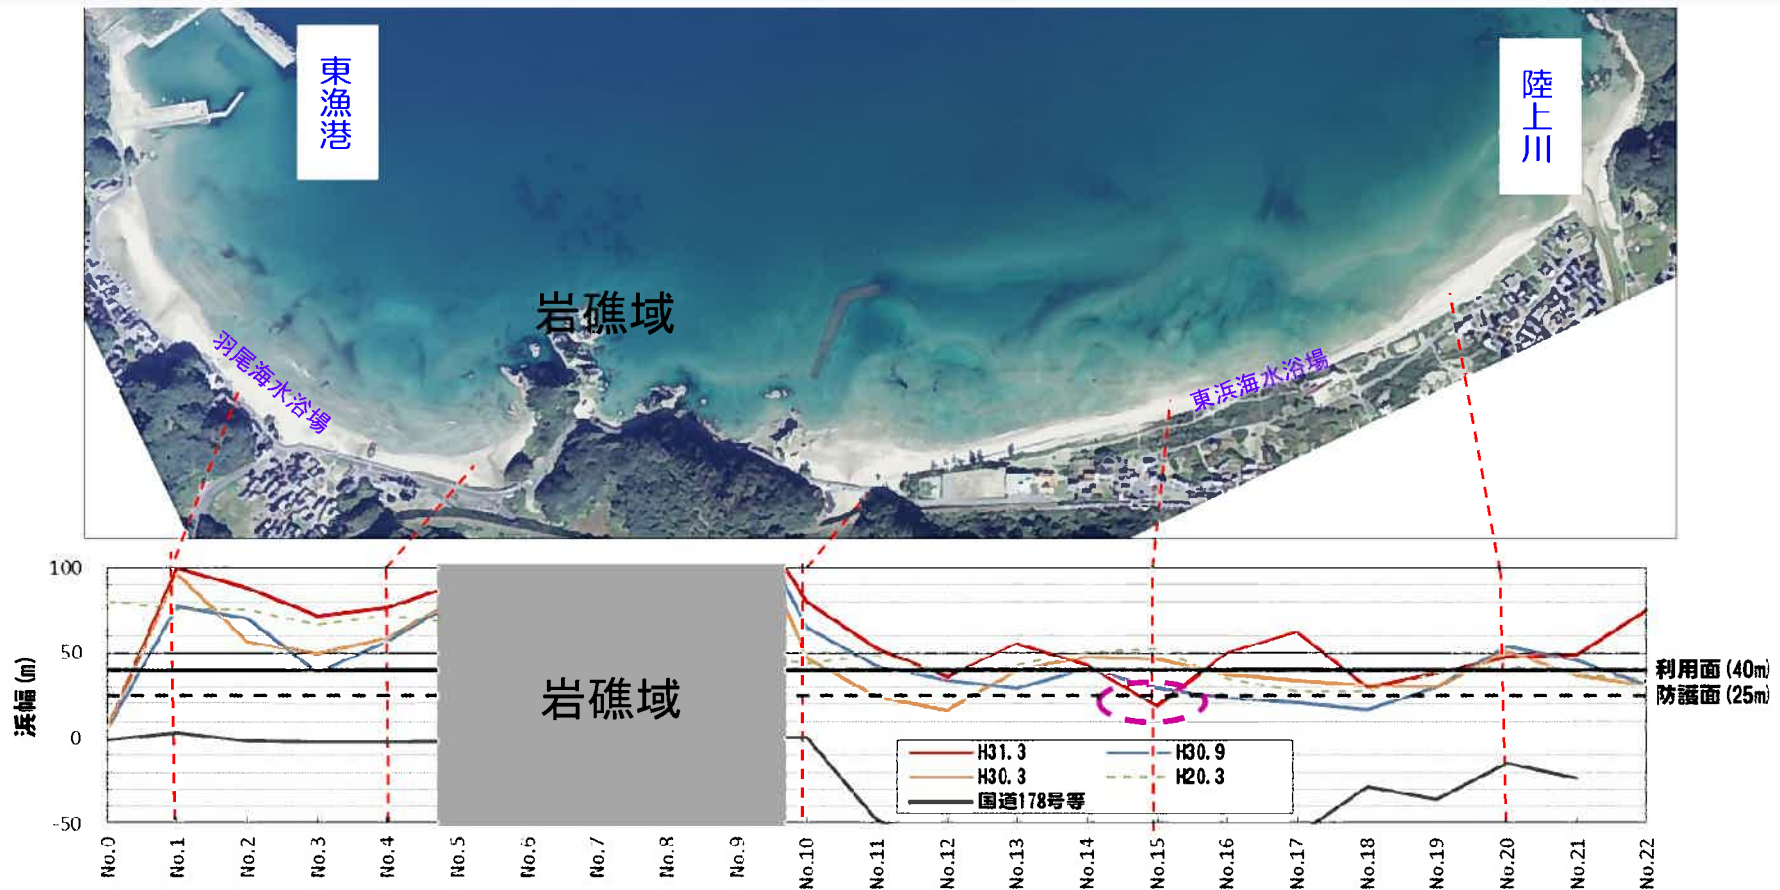 東漁港
陸上川
岩礁域
羽尾海水浴場
東浜海水浴場
100
50
0
-50
浜幅(m)
岩礁域
利用面(40m)
防護面(25m)
H31.3
H30.9
H30.3
H20.3
国道178号等
No.0
No.1
No.2
No.3
No.4
No.5
No.6
No.7
No.8
No.9
No.10
No.11
No.12
No.13
No.14
No.15
No.16
No.17
No.18
No.19
No.20
No.21
No.22